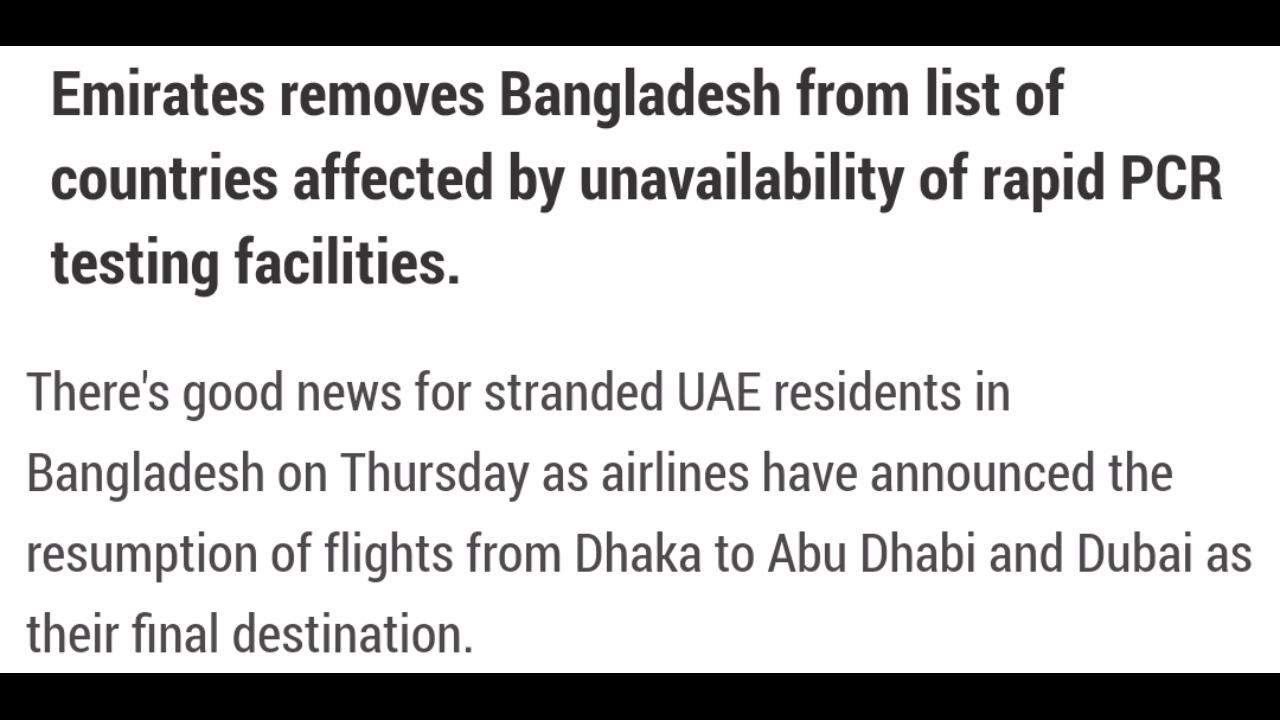 Emirates removes Bangladesh from list of
countries affected by unavailability of rapid PCR
testing facilities.
There's good news for stranded UAE residents in
Bangladesh on Thursday as airlines have announced the
resumption of flights from Dhaka to Abu Dhabi and Dubai as
their final destination.